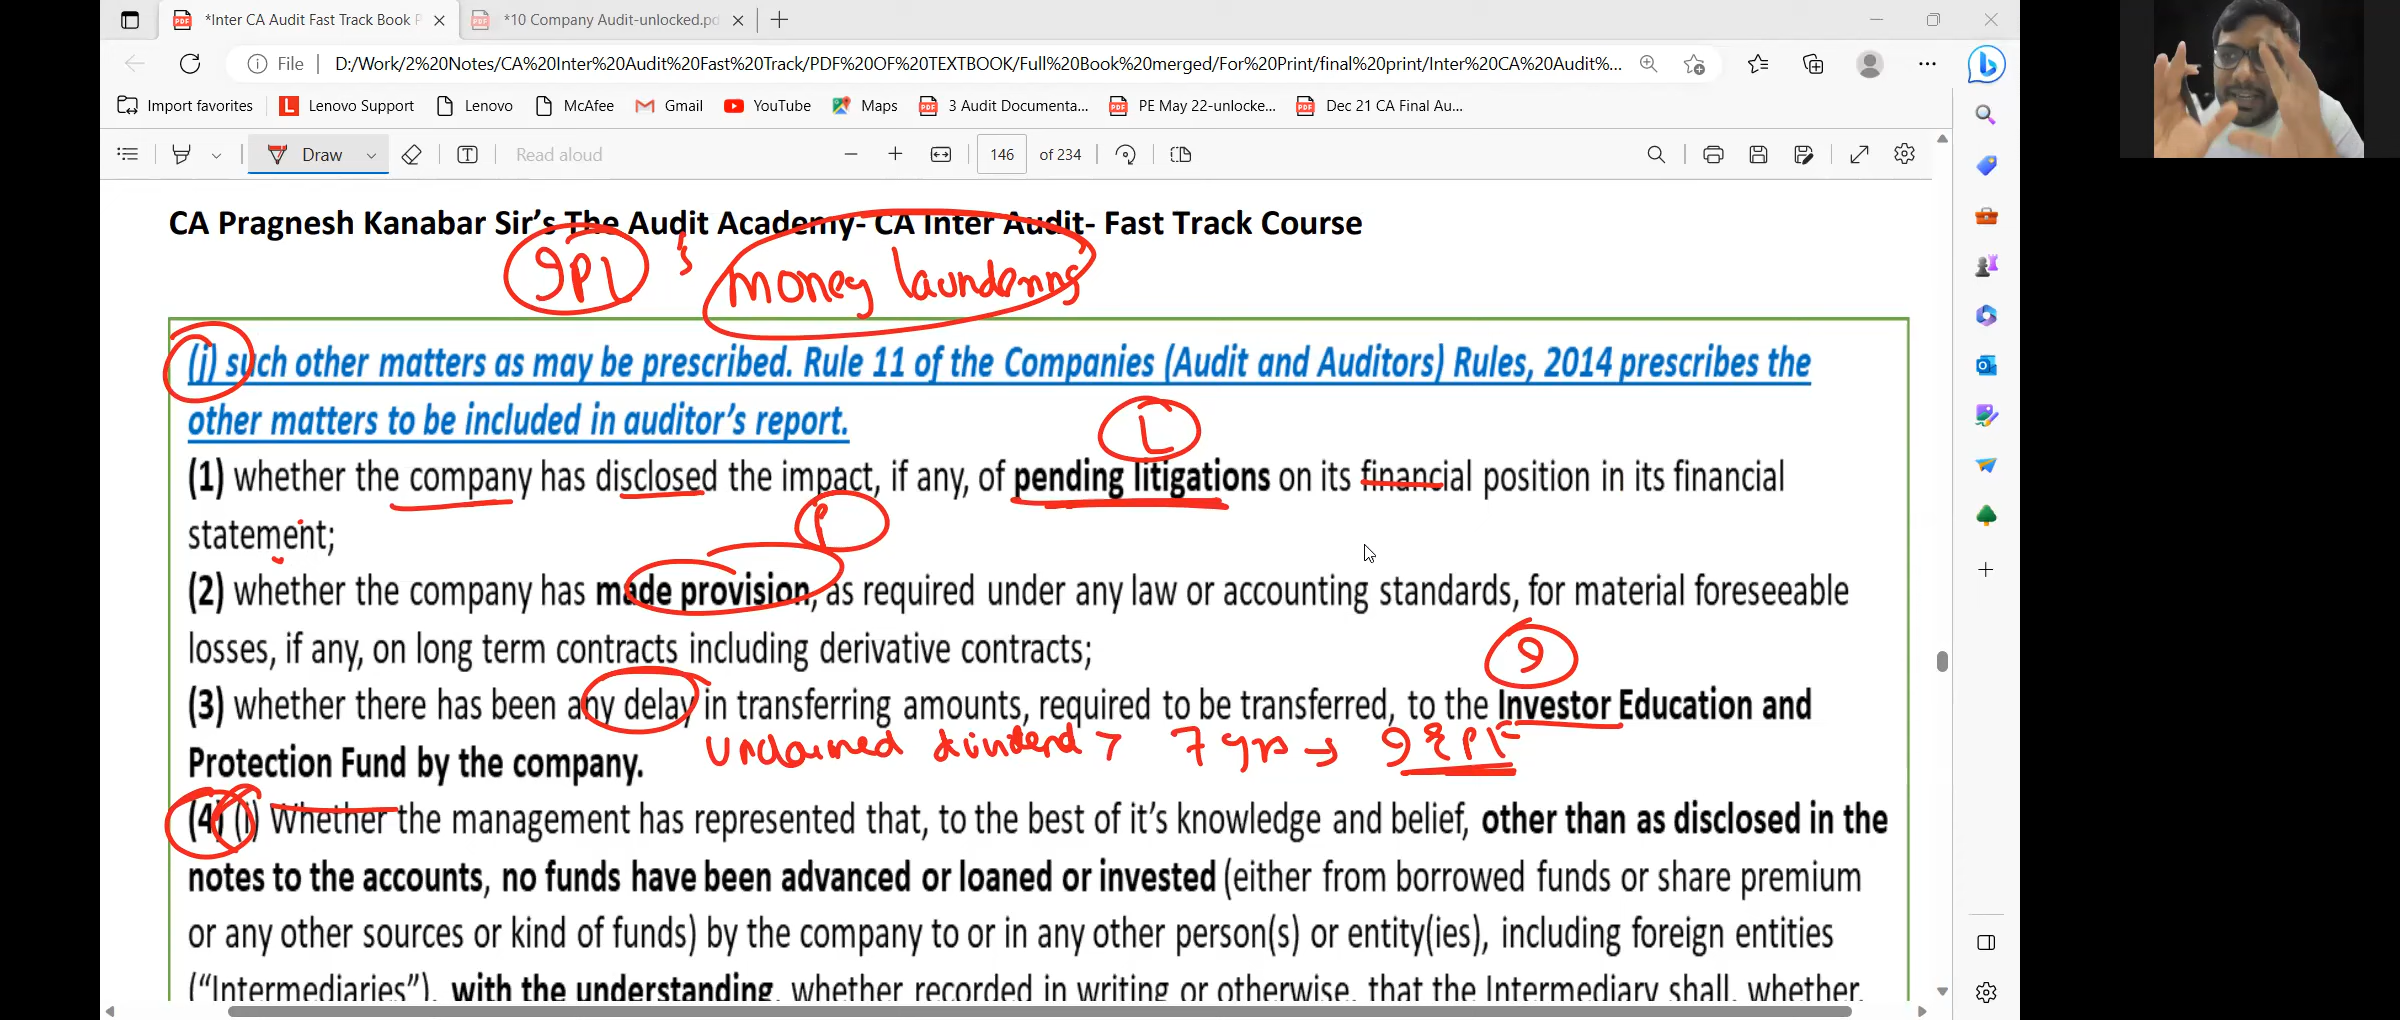 *Inter CA Audit Fast Track Book P
*10 Company Audit-unlocked.pd
File
D:/Work/2%20Notes/CA%20Inter%20Audit%20Fast%20Track/PDF%20OF%20TEXTBOOK/Full%20Book%20merged/For%20Print/final%20print/Inter%20CA%20Audit%...
Import favorites
Lenovo Support
Lenovo
McAfee
Gmail
YouTube
Maps
3 Audit Documenta...
PE May 22-unlocke...
Dec 21 CA Final Au...
Draw
Read aloud
146 of 234
CA Pragnesh Kanabar Sir's The Audit Academy- CA Inter Audit- Fast Track Course
IPL & money laundering
(j) such other matters as may be prescribed. Rule 11 of the Companies (Audit and Auditors) Rules, 2014 prescribes the
other matters to be included in auditor's report.
L
(1) whether the company has disclosed the impact, if any, of pending litigations on its financial position in its financial
P
statement;
(2) whether the company has made provision, as required under any law or accounting standards, for material foreseeable
losses, if any, on long term contracts including derivative contracts;
I
(3) whether there has been any delay in transferring amounts, required to be transferred, to the Investor Education and
Unclaimed dividend > 7 yrs → IEPF
Protection Fund by the company.
(4) (i) Whether the management has represented that, to the best of it's knowledge and belief, other than as disclosed in the
notes to the accounts, no funds have been advanced or loaned or invested (either from borrowed funds or share premium
or any other sources or kind of funds) by the company to or in any other person(s) or entity(ies), including foreign entities
("Intermediaries"), with the understanding, whether recorded in writing or otherwise, that the Intermediary shall, whether,